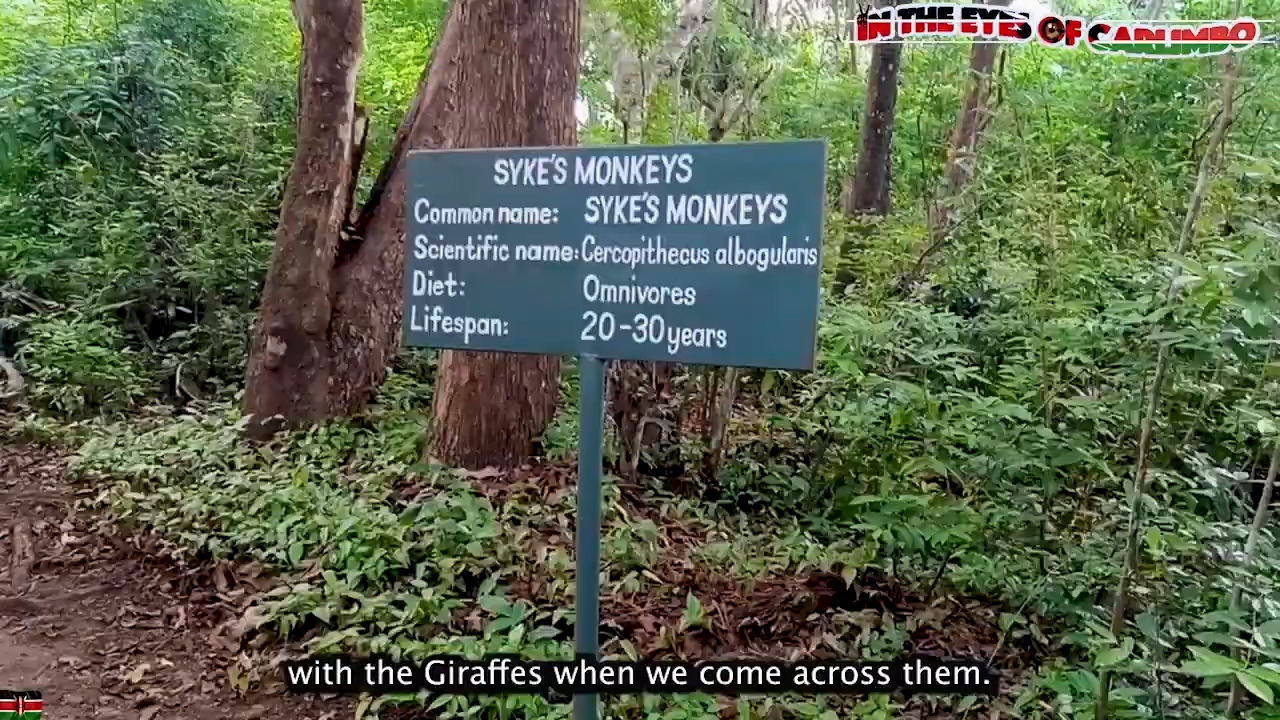 IN THE EYES OF CARLIMBO
SYKE'S MONKEYS
Common name: SYKE'S MONKEYS
Scientific name: Cercopithecus albogularis
Diet: Omnivores
Lifespan: 20-30 years
with the Giraffes when we come across them.